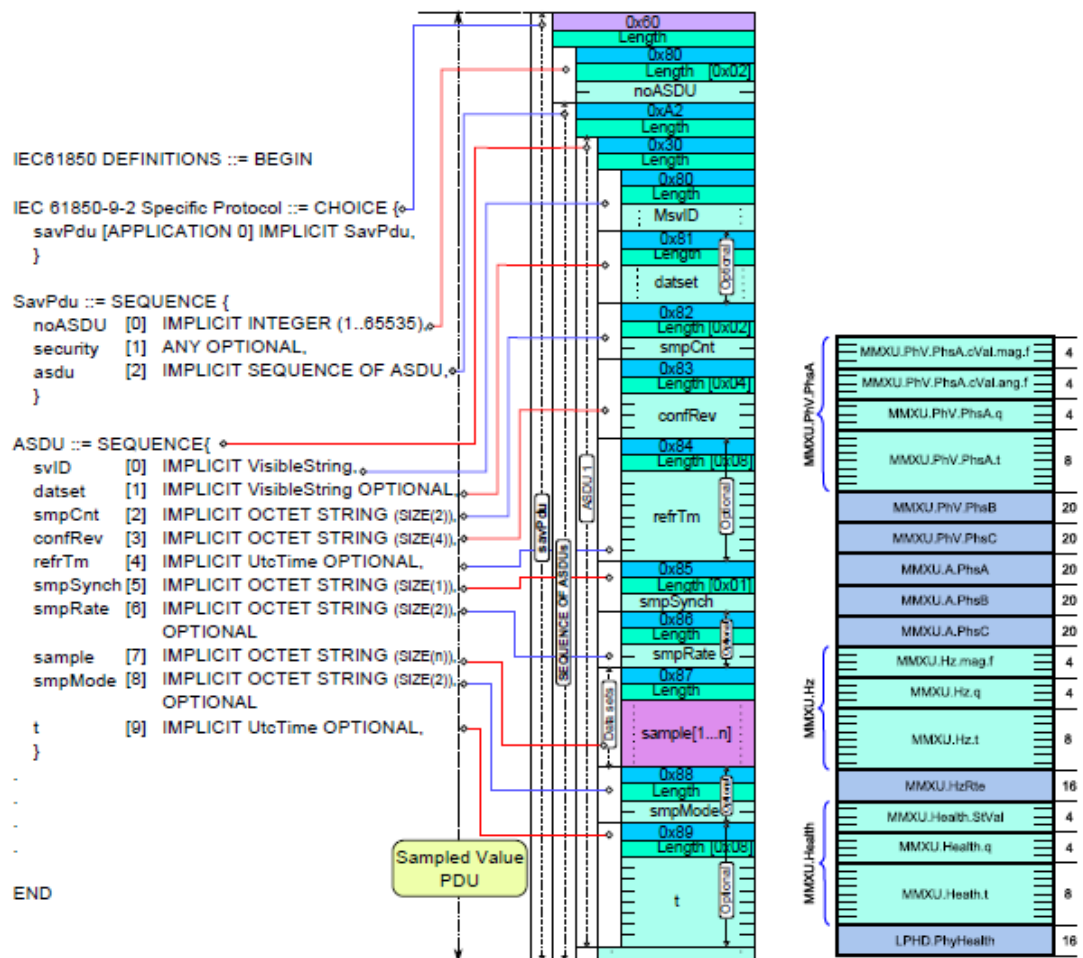 IEC61850 DEFINITIONS ::= BEGIN
IEC 61850-9-2 Specific Protocol ::= CHOICE {
savPdu [APPLICATION 0] IMPLICIT SavPdu,
}
SavPdu ::= SEQUENCE {
noASDU [0] IMPLICIT INTEGER (1..65535),
security [1] ANY OPTIONAL,
asdu [2] IMPLICIT SEQUENCE OF ASDU,
}
ASDU ::= SEQUENCE{
svID [0] IMPLICIT VisibleString,
datset [1] IMPLICIT VisibleString OPTIONAL
smpCnt [2] IMPLICIT OCTET STRING (SIZE(2)),
confRev [3] IMPLICIT OCTET STRING (SIZE(4)),
refrTm [4] IMPLICIT UtcTime OPTIONAL,
smpSynch [5] IMPLICIT OCTET STRING (SIZE(1)),
smpRate [6] IMPLICIT OCTET STRING (SIZE(2)),
OPTIONAL
sample [7] IMPLICIT OCTET STRING (SIZE(n)),
smpMode [8] IMPLICIT OCTET STRING (SIZE(2)),
OPTIONAL
t [9] IMPLICIT UtcTime OPTIONAL,
}
.
.
.
.
END
Sampled Value
PDU
savPdu
SEQUENCE OF ASDUs
ASDU 1
0x60
Length
0x80
Length [0x02]
noASDU
0xA2
Length
0x30
Length
0x80
Length
MsvID
0x81
Length
datset
Optional
0x82
Length [0x02]
smpCnt
0x83
Length [0x04]
confRev
0x84
Length [0x08]
refrTm
Optional
0x85
Length [0x01]
smpSynch
0x86
Length
smpRate
Optional
0x87
Length
Data sets
sample[1...n]
0x88
Length
smpMode
Optional
0x89
Length [0x08]
t
Optional
MMXU.PhV.PhsA
MMXU.PhV.PhsA.cVal.mag.f 4
MMXU.PhV.PhsA.cVal.ang.f 4
MMXU.PhV.PhsA.q 4
MMXU.PhV.PhsA.t 8
MMXU.PhV.PhsB 20
MMXU.PhV.PhsC 20
MMXU.A.PhsA 20
MMXU.A.PhsB 20
MMXU.A.PhsC 20
MMXU.Hz
MMXU.Hz.mag.f 4
MMXU.Hz.q 4
MMXU.Hz.t 8
MMXU.HzRte 16
MMXU.Health
MMXU.Health.StVal 4
MMXU.Health.q 4
MMXU.Heath.t 8
LPHD.PhyHealth 16